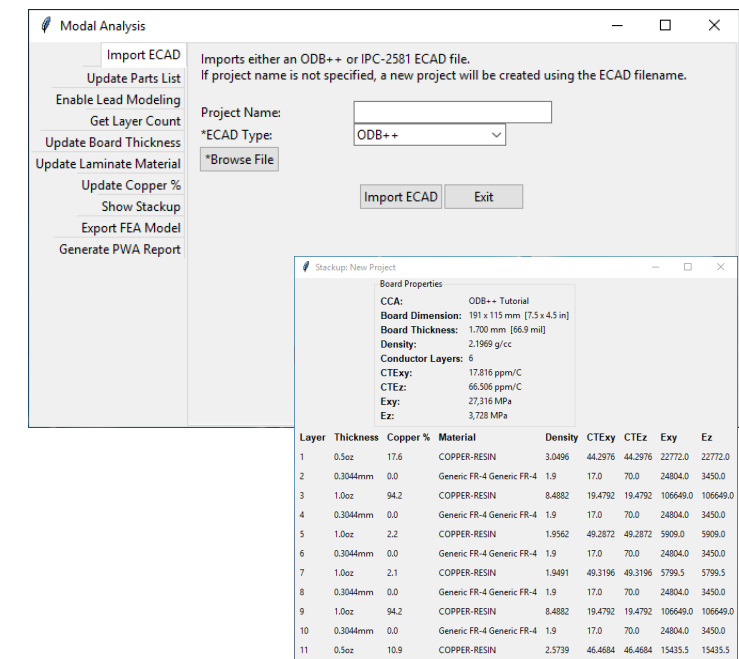 Modal Analysis
Import ECAD
Update Parts List
Enable Lead Modeling
Get Layer Count
Update Board Thickness
Update Laminate Material
Update Copper %
Show Stackup
Export FEA Model
Generate PWA Report
Imports either an ODB++ or IPC-2581 ECAD file.
If project name is not specified, a new project will be created using the ECAD filename.
Project Name:
*ECAD Type: ODB++
*Browse File
Import ECAD Exit
Stackup: New Project
Board Properties
CCA: ODB++ Tutorial
Board Dimension: 191 x 115 mm [7.5 x 4.5 in]
Board Thickness: 1.700 mm [66.9 mil]
Density: 2.1969 g/cc
Conductor Layers: 6
CTExy: 17.816 ppm/C
CTEz: 66.506 ppm/C
Exy: 27,316 MPa
Ez: 3,728 MPa
Layer Thickness Copper % Material Density CTExy CTEz Exy Ez
1 0.5oz 17.6 COPPER-RESIN 3.0496 44.2976 44.2976 22772.0 22772.0
2 0.3044mm 0.0 Generic FR-4 Generic FR-4 1.9 17.0 70.0 24804.0 3450.0
3 1.0oz 94.2 COPPER-RESIN 8.4882 19.4792 19.4792 106649.0 106649.0
4 0.3044mm 0.0 Generic FR-4 Generic FR-4 1.9 17.0 70.0 24804.0 3450.0
5 1.0oz 2.2 COPPER-RESIN 1.9562 49.2872 49.2872 5909.0 5909.0
6 0.3044mm 0.0 Generic FR-4 Generic FR-4 1.9 17.0 70.0 24804.0 3450.0
7 1.0oz 2.1 COPPER-RESIN 1.9491 49.3196 49.3196 5799.5 5799.5
8 0.3044mm 0.0 Generic FR-4 Generic FR-4 1.9 17.0 70.0 24804.0 3450.0
9 1.0oz 94.2 COPPER-RESIN 8.4882 19.4792 19.4792 106649.0 106649.0
10 0.3044mm 0.0 Generic FR-4 Generic FR-4 1.9 17.0 70.0 24804.0 3450.0
11 0.5oz 10.9 COPPER-RESIN 2.5739 46.4684 46.4684 15435.5 15435.5